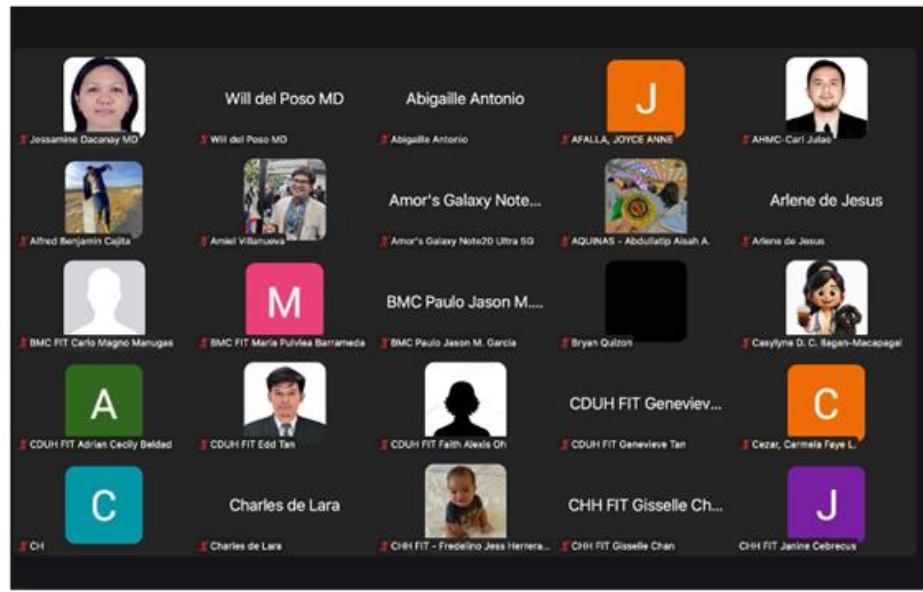 Jessamine Dacanay MD
Will del Poso MD
Will del Poso MD
Abigaille Antonio
Abigaille Antonio
J
AFALLA, JOYCE ANNE
AHMC-Carl Julao
Alfred Benjamin Cajita
Amiel Villanueva
Amor's Galaxy Note...
Amor's Galaxy Note20 Ultra 5G
AQUINAS - Abdullatip Aisah A.
Arlene de Jesus
Arlene de Jesus
BMC FIT Carlo Magno Manugas
M
BMC FIT Maria Pulvlea Barrameda
BMC Paulo Jason M....
BMC Paulo Jason M. Garcia
Bryan Quizon
Cesylyne D. C. Ilagan-Macapagal
A
CDUH FIT Adrian Cecily Beldad
CDUH FIT Edd Tan
CDUH FIT Faith Alexis Oh
CDUH FIT Geneviev...
CDUH FIT Genevieve Tan
C
Cezar, Carmela Faye L.
C
CH
Charles de Lara
Charles de Lara
CHH FIT - Fredelino Jess Herrera...
CHH FIT Gisselle Ch...
CHH FIT Gisselle Chan
J
CHH FIT Janine Cebrecus